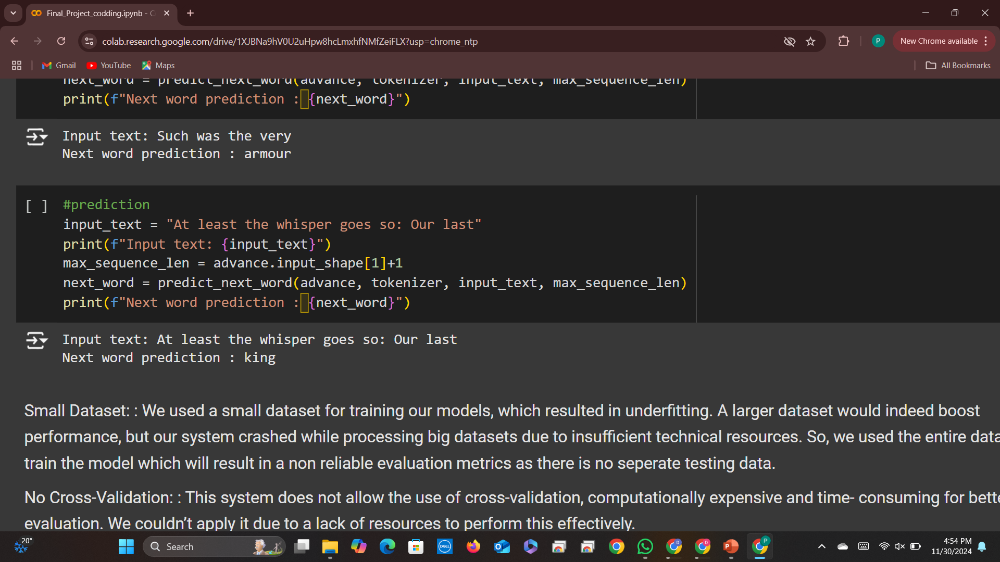 Final_Project_codding.ipynb - C
colab.research.google.com/drive/1XJBNa9hV0U2uHpw8hcLmxhfNMfZeiFLX?usp=chrome_ntp
P
New Chrome available
Gmail
YouTube
Maps
All Bookmarks
next_word = predict_next_word(advance, tokenizer, input_text, max_sequence_len)
print(f"Next word prediction : {next_word}")
Input text: Such was the very
Next word prediction : armour
[ ]
#prediction
input_text = "At least the whisper goes so: Our last"
print(f"Input text: {input_text}")
max_sequence_len = advance.input_shape[1]+1
next_word = predict_next_word(advance, tokenizer, input_text, max_sequence_len)
print(f"Next word prediction : {next_word}")
Input text: At least the whisper goes so: Our last
Next word prediction : king
Small Dataset: : We used a small dataset for training our models, which resulted in underfitting. A larger dataset would indeed boost
performance, but our system crashed while processing big datasets due to insufficient technical resources. So, we used the entire data
train the model which will result in a non reliable evaluation metrics as there is no seperate testing data.
No Cross-Validation: : This system does not allow the use of cross-validation, computationally expensive and time- consuming for bette
evaluation. We couldn't apply it due to a lack of resources to perform this effectively.
20°
Search
DELL
D
D
P
P
4:54 PM
11/30/2024